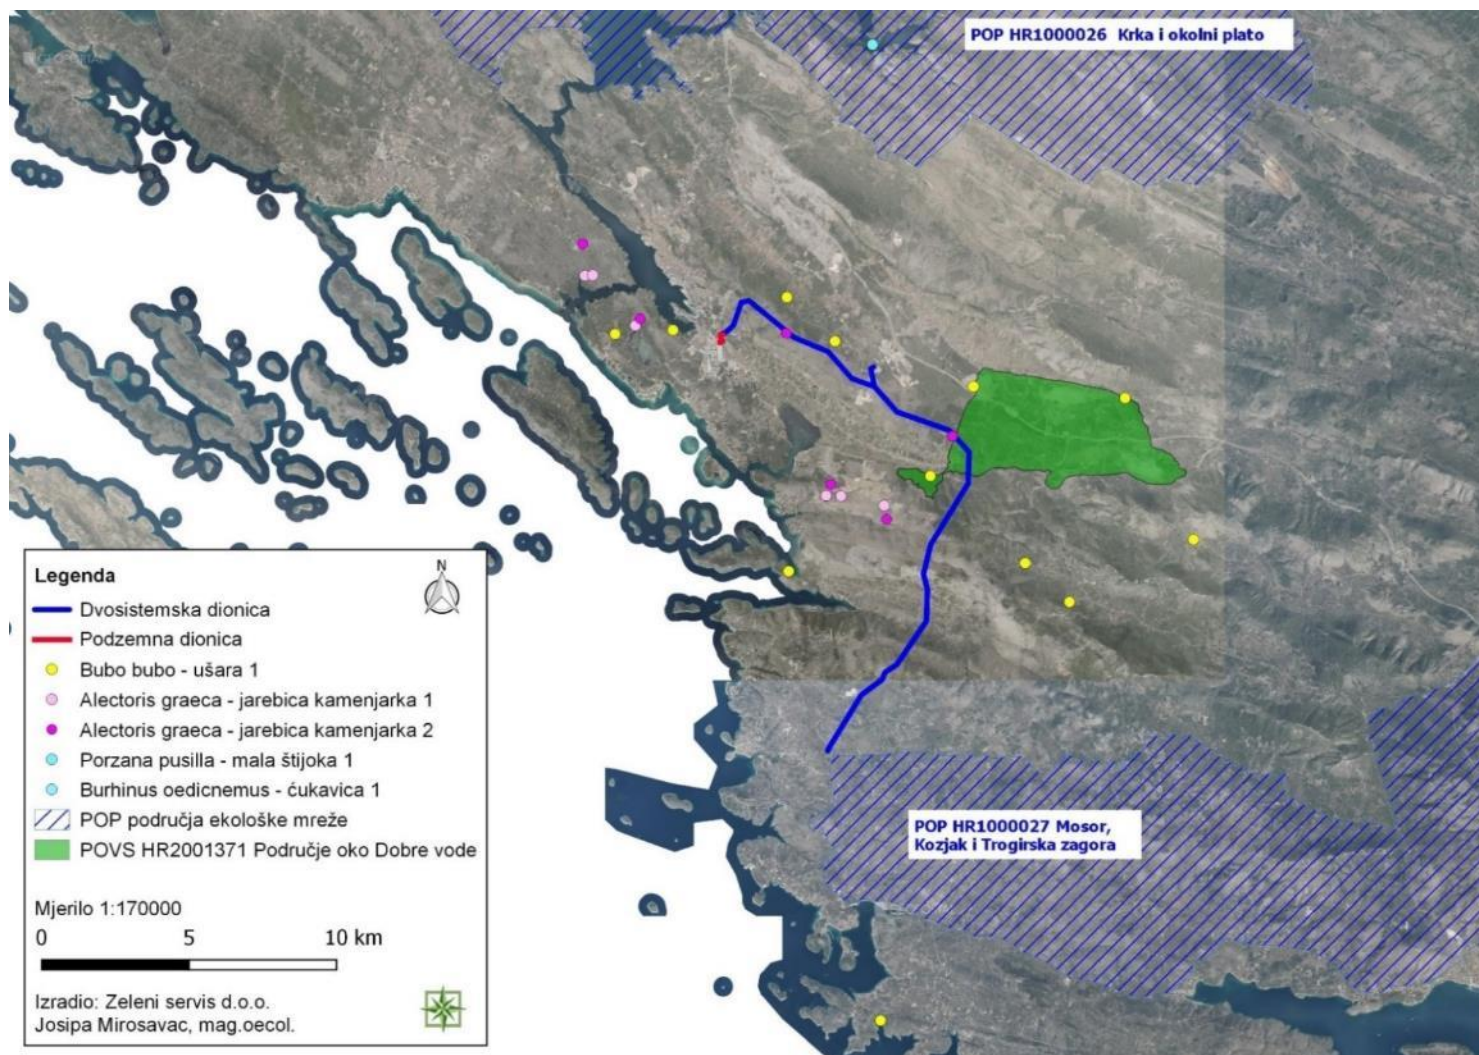 POP HR1000026 Krka i okolni plato
POP HR1000027 Mosor,
Kozjak i Trogirska zagora
Legenda
N
Dvosistemska dionica
Podzemna dionica
Bubo bubo - ušara 1
Alectoris graeca - jarebica kamenjarka 1
Alectoris graeca - jarebica kamenjarka 2
Porzana pusilla - mala štijoka 1
Burhinus oedicnemus - ćukavica 1
POP područja ekološke mreže
POVS HR2001371 Područje oko Dobre vode
Mjerilo 1:170000
0 5 10 km
Izradio: Zeleni servis d.o.o.
Josipa Mirosavac, mag.oecol.